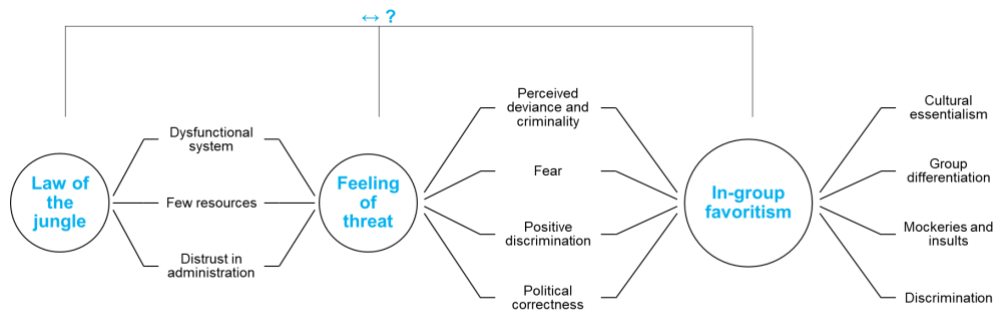 ↔ ?
Law of
the
jungle
Dysfunctional
system
Few resources
Distrust in
administration
Feeling
of
threat
Perceived
deviance and
criminality
Fear
Positive
discrimination
Political
correctness
In-group
favoritism
Cultural
essentialism
Group
differentiation
Mockeries and
insults
Discrimination